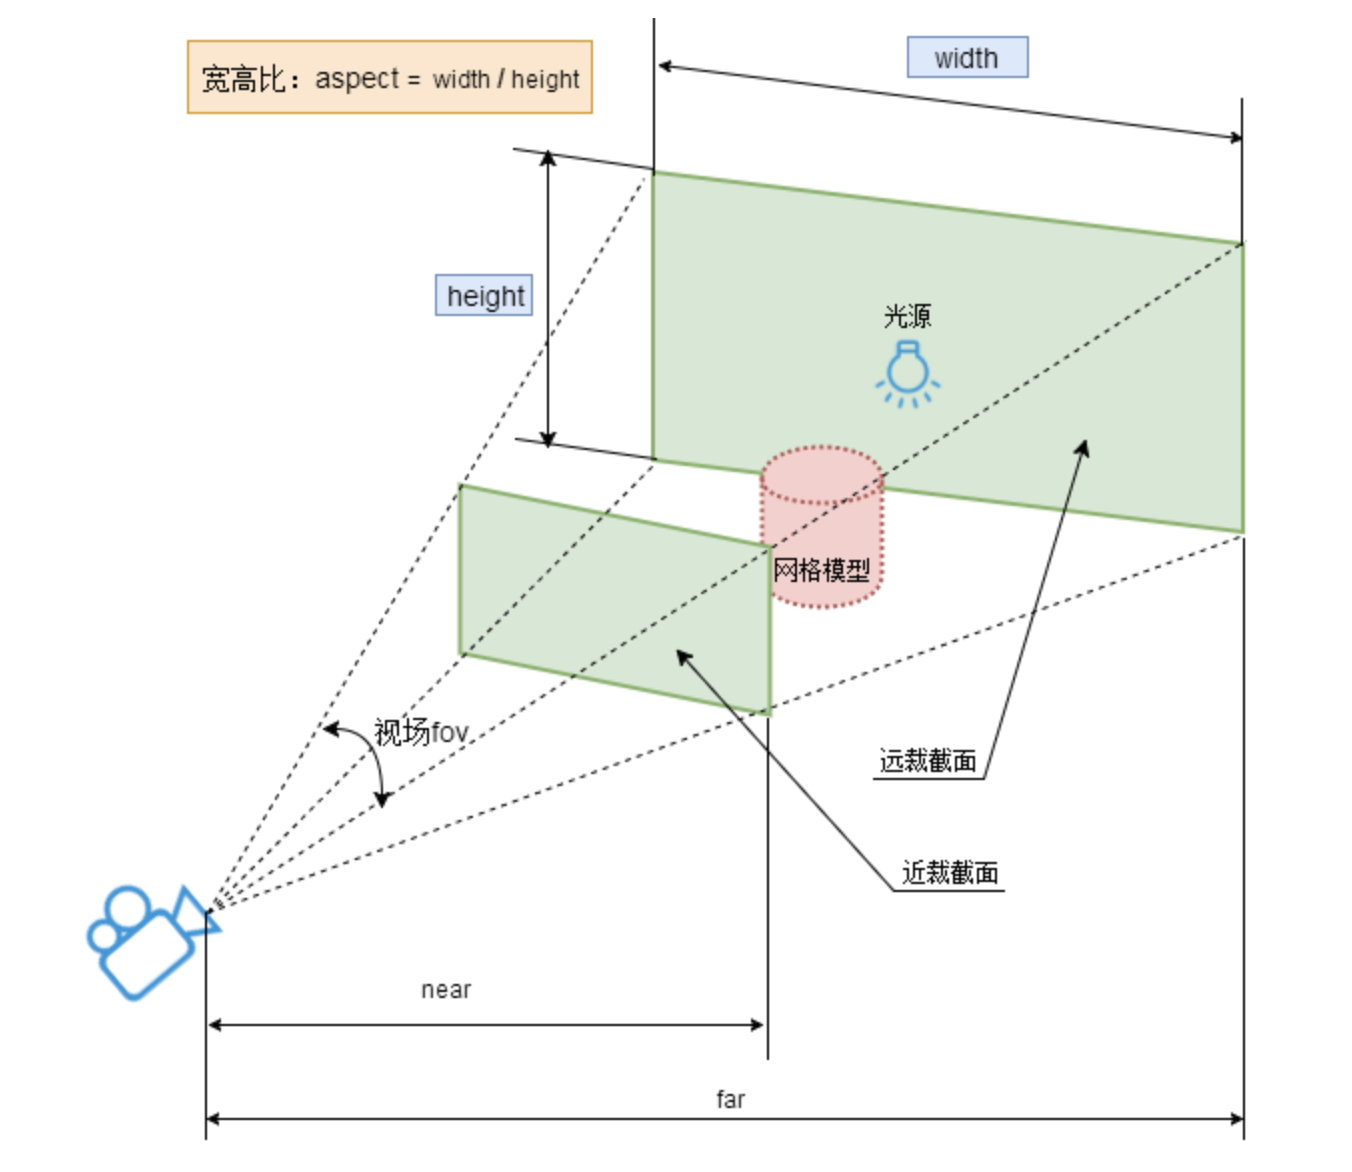 宽高比：aspect = width / height
width
height
光源
网格模型
视场fov
远裁截面
近裁截面
near
far